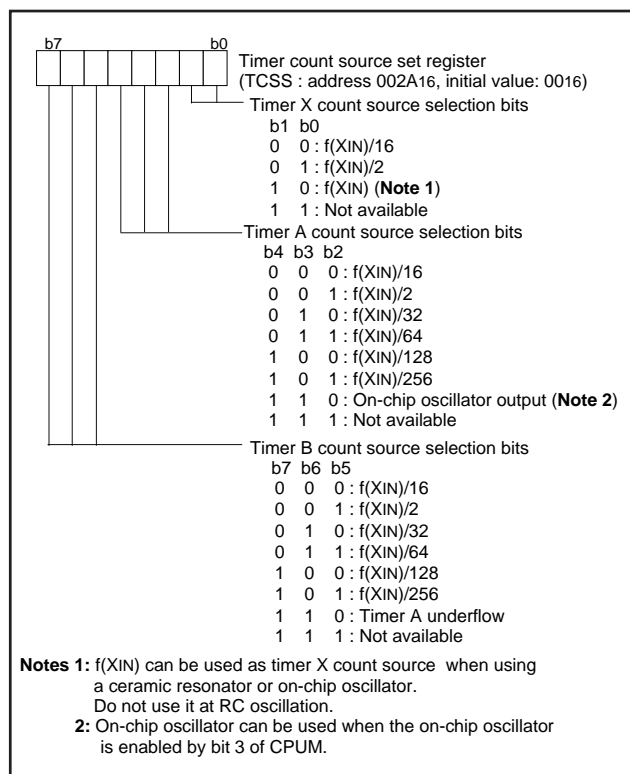 b7 b0
Timer count source set register
(TCSS : address 002A16, initial value: 0016)
Timer X count source selection bits
b1 b0
0 0 : f(XIN)/16
0 1 : f(XIN)/2
1 0 : f(XIN) (Note 1)
1 1 : Not available
Timer A count source selection bits
b4 b3 b2
0 0 0 : f(XIN)/16
0 0 1 : f(XIN)/2
0 1 0 : f(XIN)/32
0 1 1 : f(XIN)/64
1 0 0 : f(XIN)/128
1 0 1 : f(XIN)/256
1 1 0 : On-chip oscillator output (Note 2)
1 1 1 : Not available
Timer B count source selection bits
b7 b6 b5
0 0 0 : f(XIN)/16
0 0 1 : f(XIN)/2
0 1 0 : f(XIN)/32
0 1 1 : f(XIN)/64
1 0 0 : f(XIN)/128
1 0 1 : f(XIN)/256
1 1 0 : Timer A underflow
1 1 1 : Not available
Notes 1: f(XIN) can be used as timer X count source when using
a ceramic resonator or on-chip oscillator.
Do not use it at RC oscillation.
2: On-chip oscillator can be used when the on-chip oscillator
is enabled by bit 3 of CPUM.